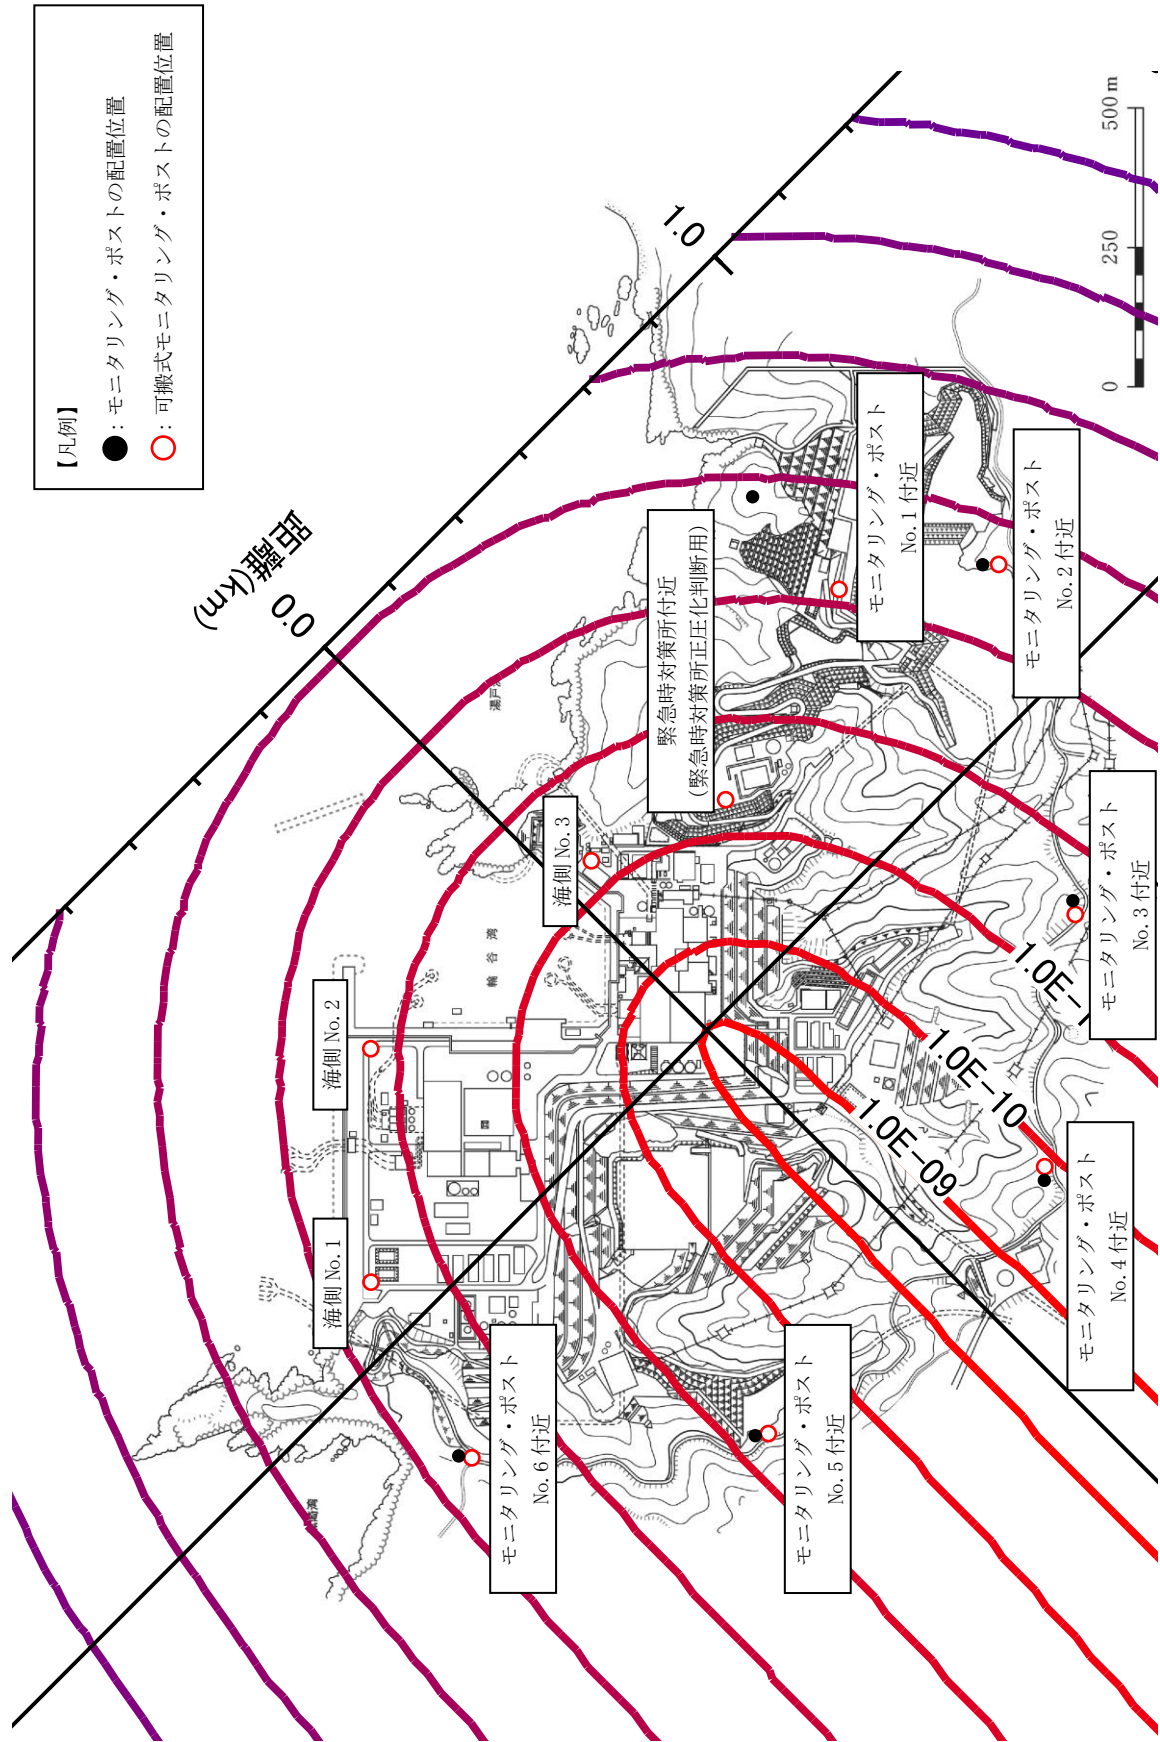 【凡例】
●：モニタリング・ポストの配置位置
○：可搬式モニタリング・ポストの配置位置
距離(km)
0.0
1.0
海側 No.1
海側 No.2
海側 No.3
緊急時対策所付近
(緊急時対策所正圧化判断用)
モニタリング・ポスト
No.1 付近
モニタリング・ポスト
No.2 付近
モニタリング・ポスト
No.3 付近
モニタリング・ポスト
No.4 付近
モニタリング・ポスト
No.5 付近
モニタリング・ポスト
No.6 付近
輪谷湾
湯戸
湾
1.0E-09
1.0E-10
1.0E-
0
250
500m